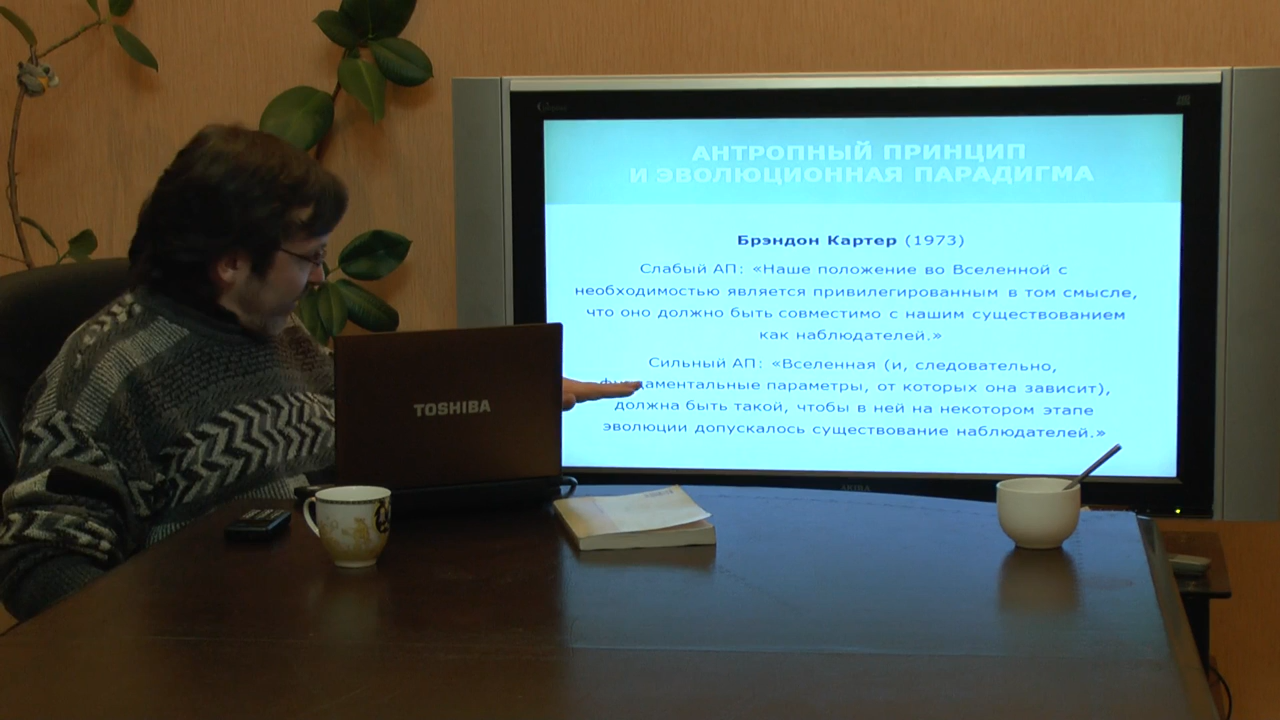 АНТРОПНЫЙ ПРИНЦИП
И ЭВОЛЮЦИОННАЯ ПАРАДИГМА
Брэндон Картер (1973)
Слабый АП: «Наше положение во Вселенной с
необходимостью является привилегированным в том смысле,
что оно должно быть совместимо с нашим существованием
как наблюдателей.»
Сильный АП: «Вселенная (и, следовательно,
фундаментальные параметры, от которых она зависит),
должна быть такой, чтобы в ней на некотором этапе
эволюции допускалось существование наблюдателей.»
TOSHIBA
AKIRA